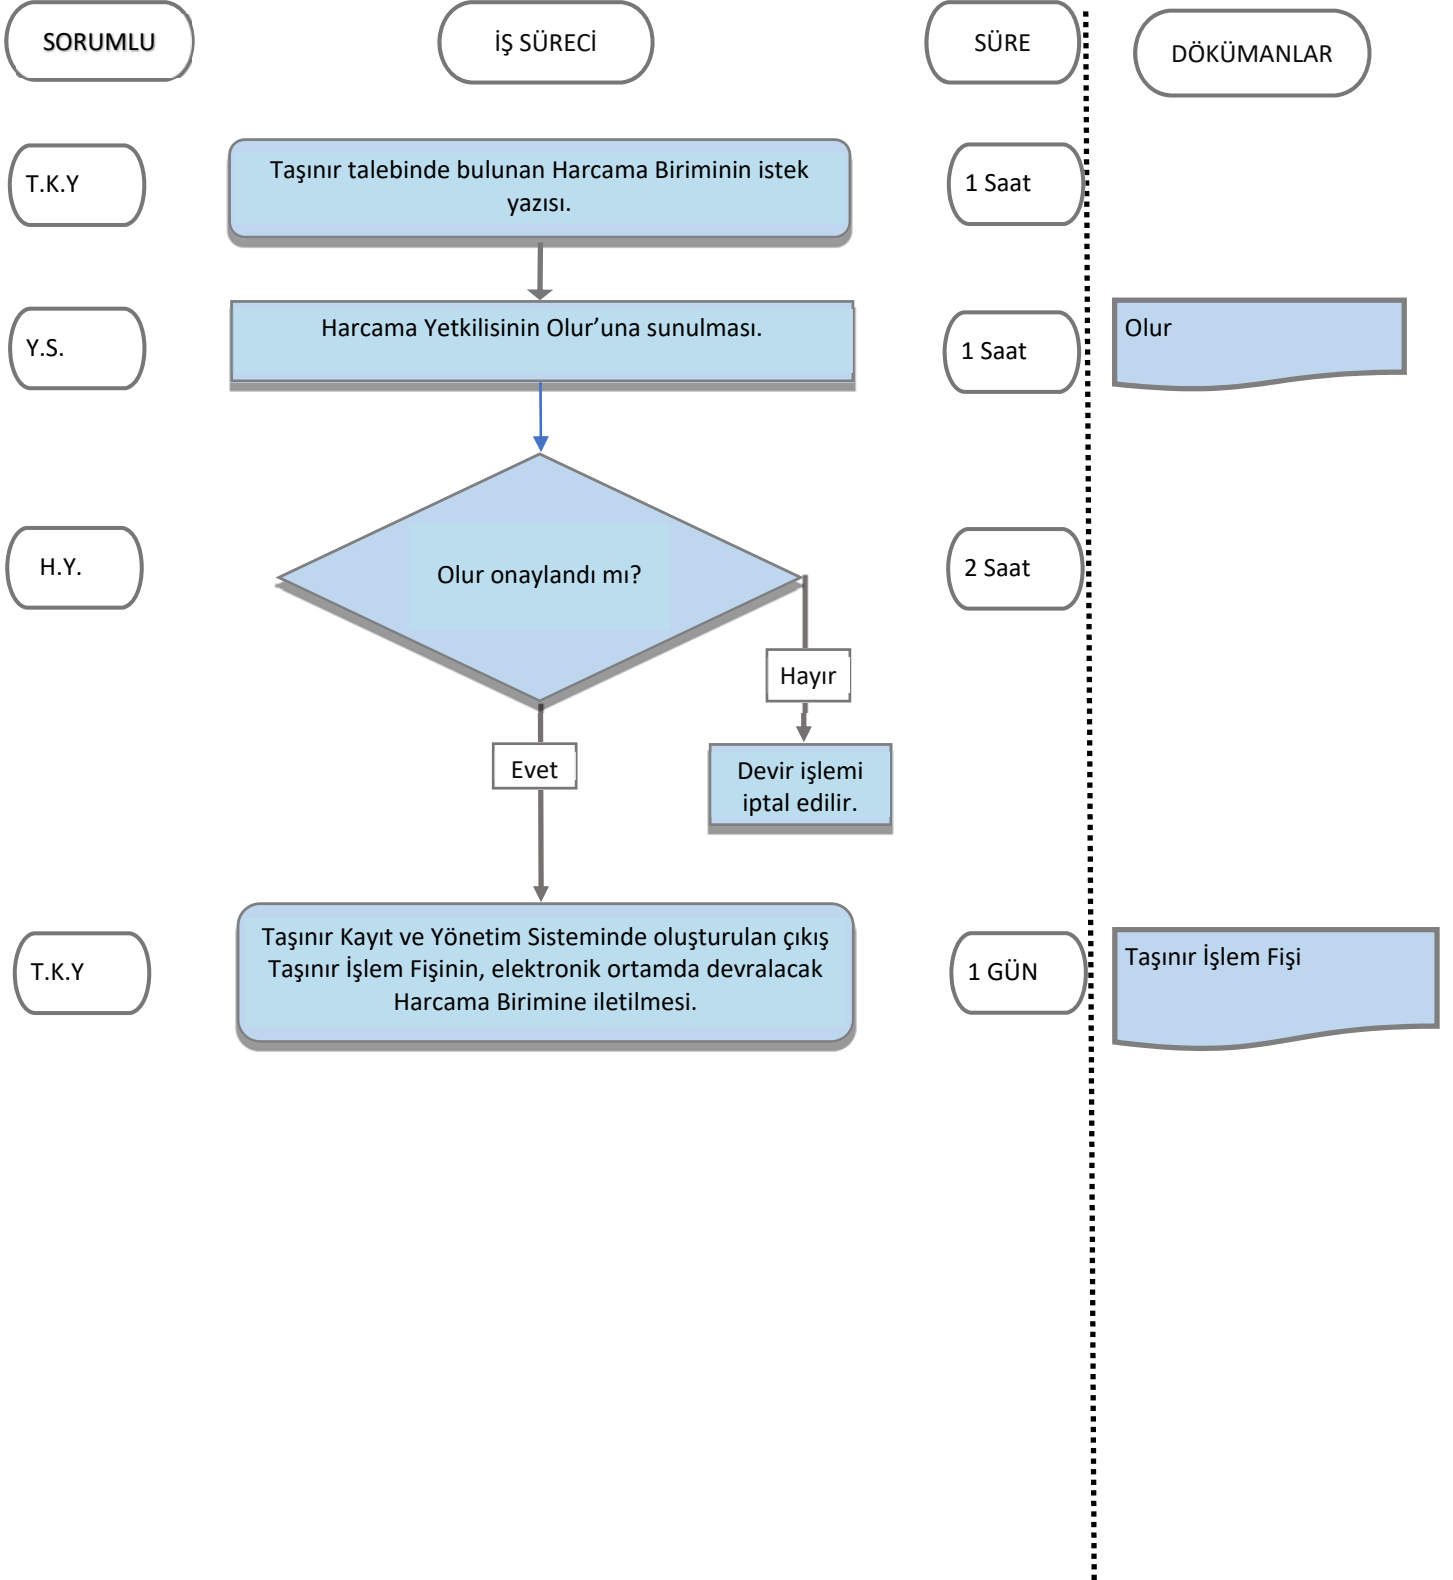 SORUMLU
İŞ SÜRECİ
SÜRE
DÖKÜMANLAR
T.K.Y
Taşınır talebinde bulunan Harcama Biriminin istek
yazısı.
1 Saat
Y.S.
Harcama Yetkilisinin Olur’una sunulması.
1 Saat
Olur
H.Y.
Olur onaylandı mı?
2 Saat
Hayır
Evet
Devir işlemi
iptal edilir.
T.K.Y
Taşınır Kayıt ve Yönetim Sisteminde oluşturulan çıkış
Taşınır İşlem Fişinin, elektronik ortamda devralacak
Harcama Birimine iletilmesi.
1 GÜN
Taşınır İşlem Fişi